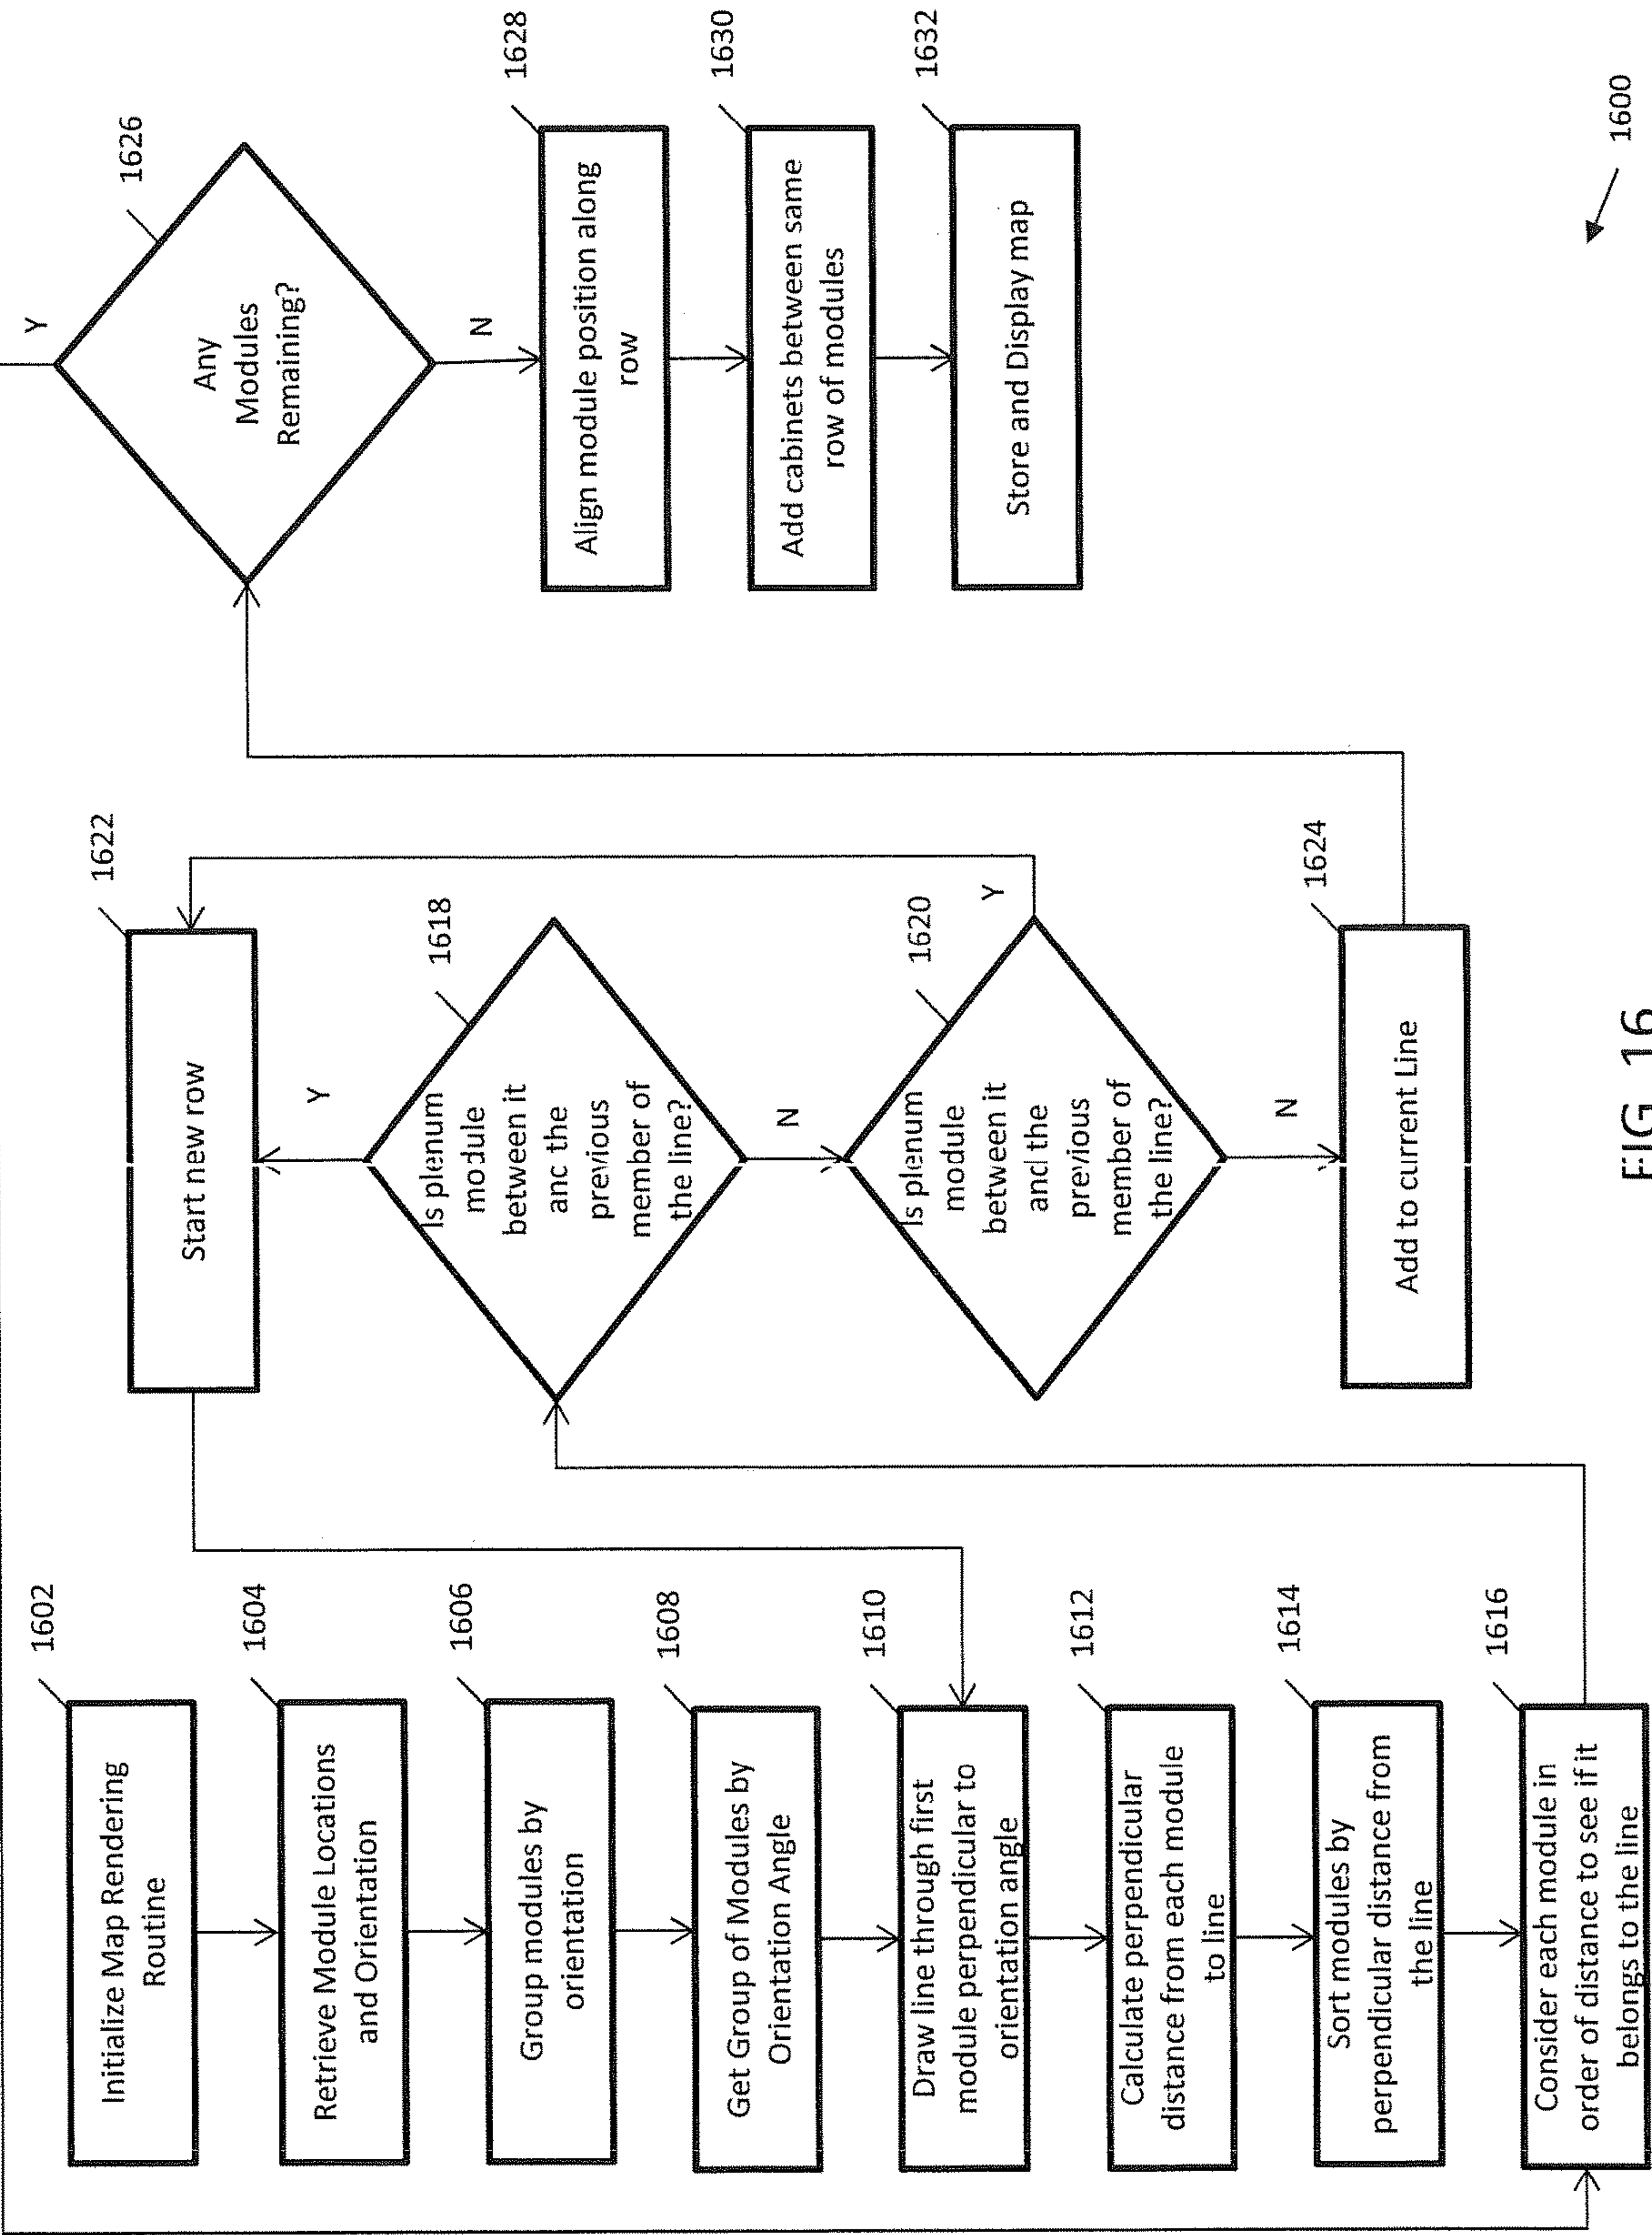 1602
Initialize Map Rendering
Routine
1604
Retrieve Module Locations
and Orientation
1606
Group modules by
orientation
1608
Get Group of Modules by
Orientation Angle
1610
Draw line through first
module perpendicular to
orientation angle
1612
Calculate perpendicular
distance from each module
to line
1614
Sort modules by
perpendicular distance from
the line
1616
Consider each module in
order of distance to see if it
belongs to the line
1622
Start new row
Y
1618
Is plenum
module
between it
and the
previous
member of
the line?
N
1620
Y
Is plenum
module
between it
and the
previous
member of
the line?
N
1624
Add to current Line
Y
1626
Any
Modules
Remaining?
N
1628
Align module position along
row
1630
Add cabinets between same
row of modules
1632
Store and Display map
1600
FIG. 16